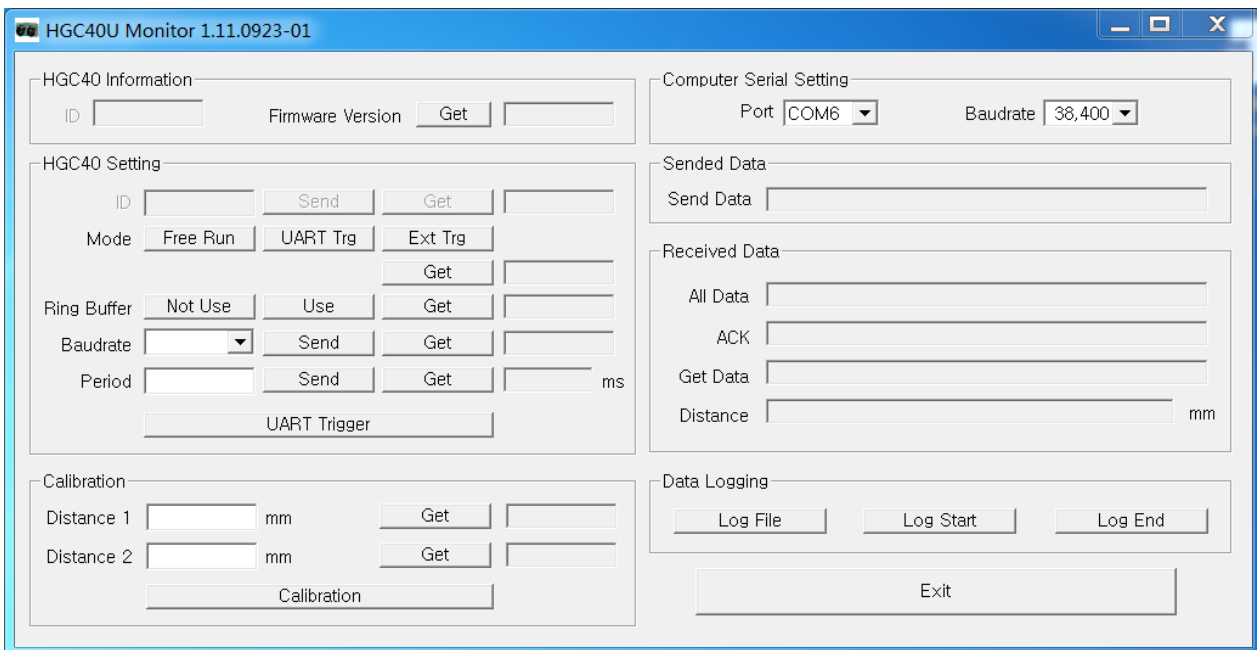 HGC40U Monitor 1.11.0923-01
HGC40 Information
ID Firmware Version Get
HGC40 Setting
ID Send Get
Mode Free Run UART Trg Ext Trg
Get
Ring Buffer Not Use Use Get
Baudrate Send Get
Period Send Get ms
UART Trigger
Calibration
Distance 1 mm Get
Distance 2 mm Get
Calibration
Computer Serial Setting
Port COM6 Baudrate 38,400
Sended Data
Send Data
Received Data
All Data
ACK
Get Data
Distance mm
Data Logging
Log File Log Start Log End
Exit